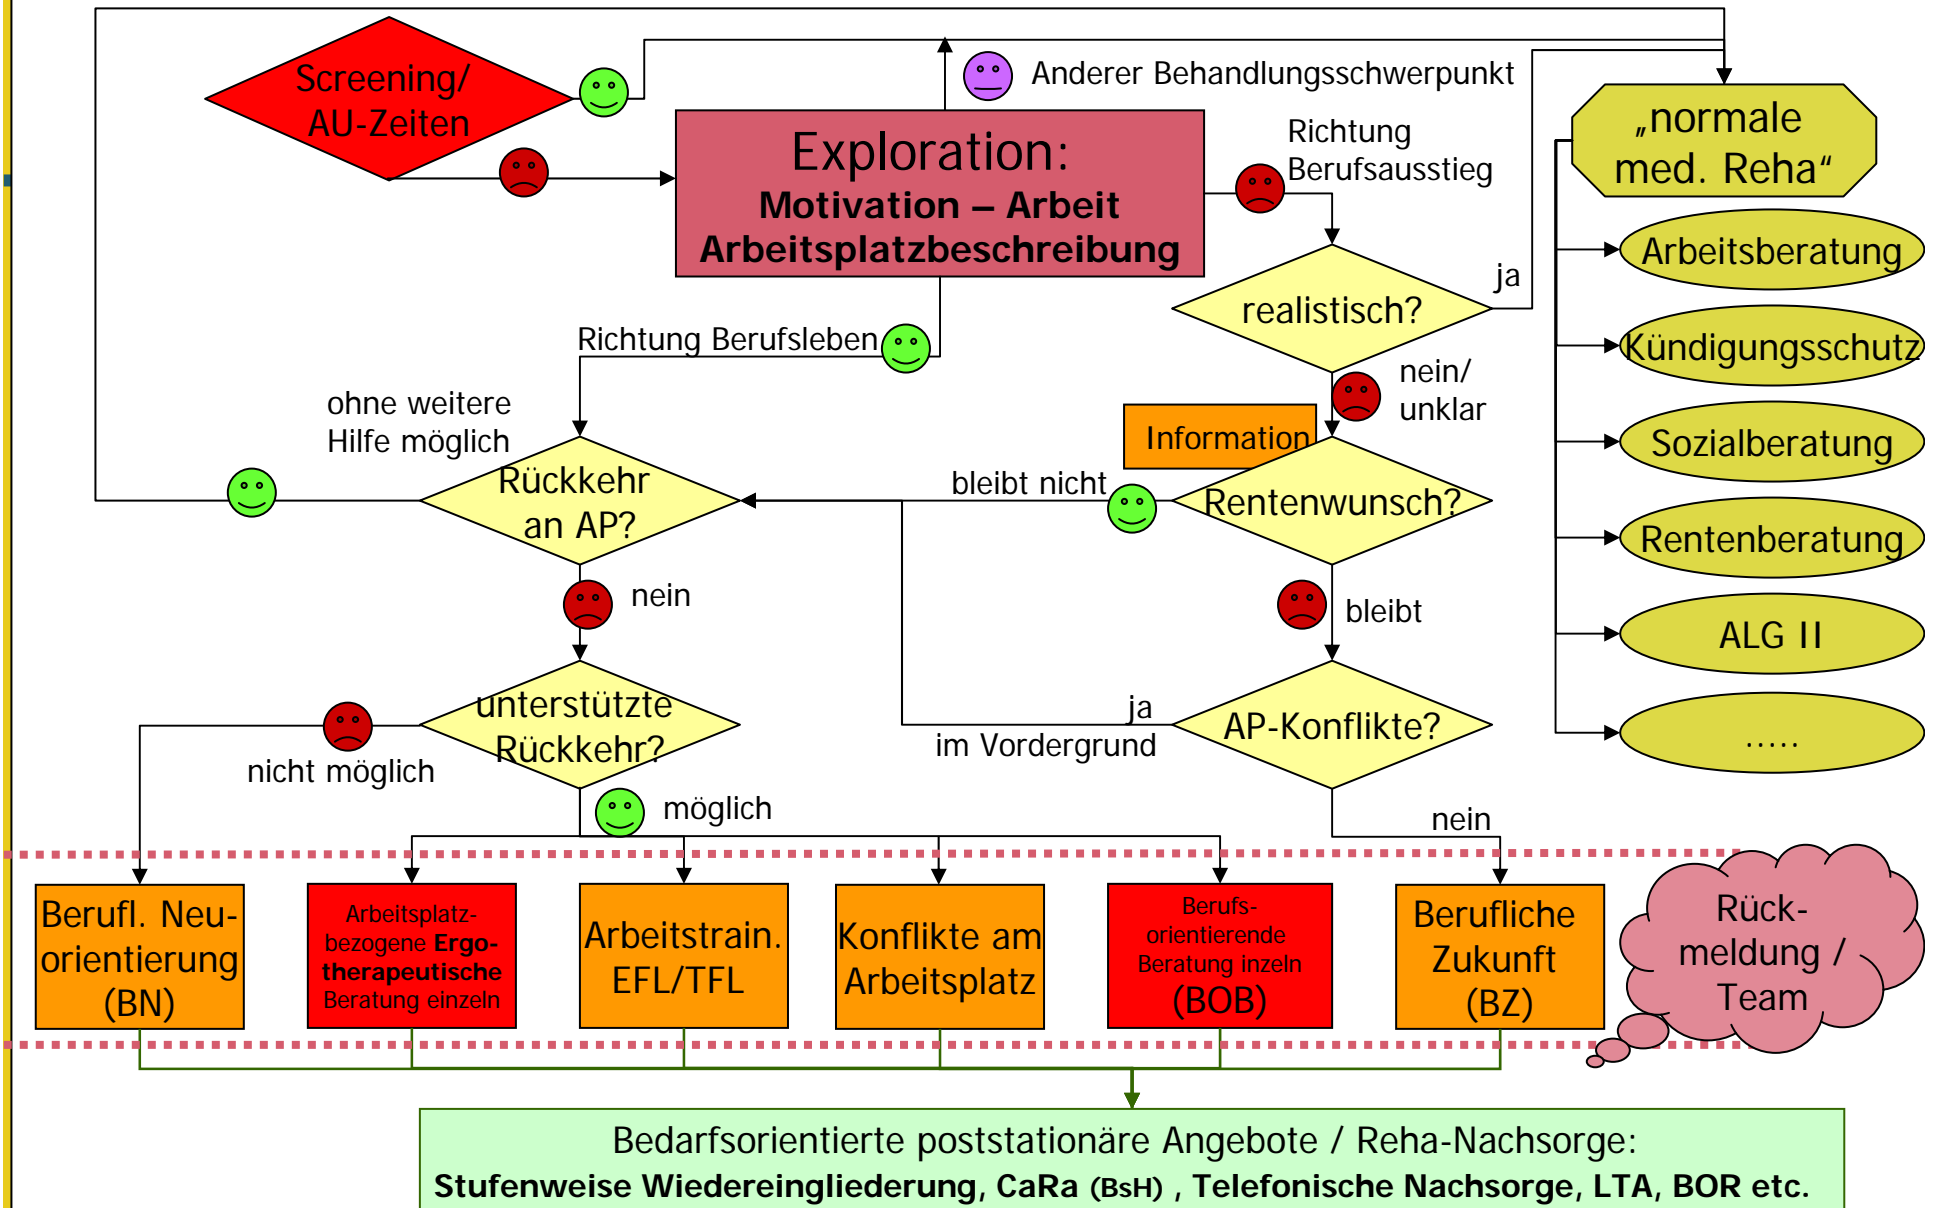 Screening/
AU-Zeiten
Anderer Behandlungsschwerpunkt
Exploration:
Motivation – Arbeit
Arbeitsplatzbeschreibung
Richtung
Berufsausstieg
„normale
med. Reha“
Arbeitsberatung
Kündigungsschutz
Sozialberatung
Rentenberatung
ALG II
.....
realistisch?
ja
nein/
unklar
Richtung Berufsleben
ohne weitere
Hilfe möglich
Rückkehr
an AP?
Information
bleibt nicht
Rentenwunsch?
nein
bleibt
unterstützte
Rückkehr?
nicht möglich
möglich
ja
im Vordergrund
AP-Konflikte?
nein
Berufl. Neu-
orientierung
(BN)
Arbeitsplatz-
bezogene Ergo-
therapeutische
Beratung einzeln
Arbeitstrain.
EFL/TFL
Konflikte am
Arbeitsplatz
Berufs-
orientierende
Beratung inzeln
(BOB)
Berufliche
Zukunft
(BZ)
Rück-
meldung /
Team
Bedarfsorientierte poststationäre Angebote / Reha-Nachsorge:
Stufenweise Wiedereingliederung, CaRa (BsH) , Telefonische Nachsorge, LTA, BOR etc.